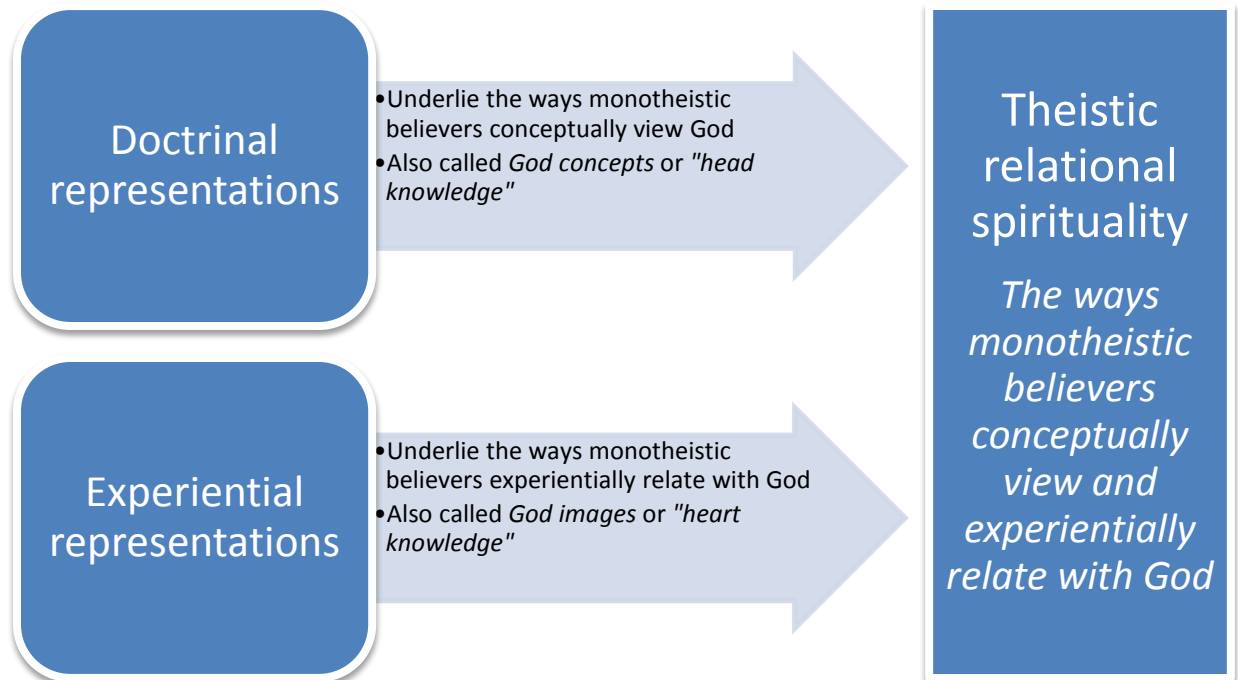 Doctrinal
representations
•Underlie the ways monotheistic
believers conceptually view God
•Also called God concepts or "head
knowledge"
Experiential
representations
•Underlie the ways monotheistic
believers experientially relate with God
•Also called God images or "heart
knowledge"
Theistic
relational
spirituality
The ways
monotheistic
believers
conceptually
view and
experientially
relate with God